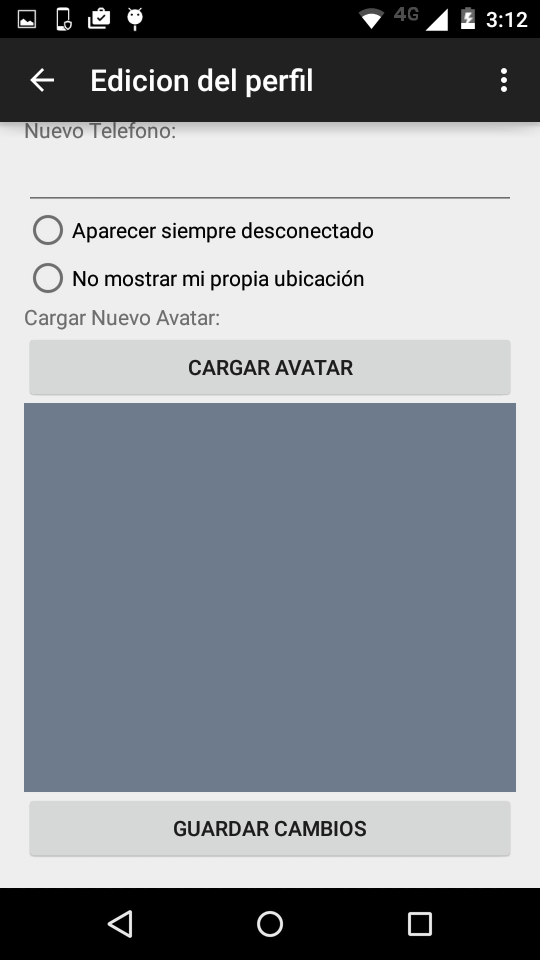 4G 3:12
Edicion del perfil
Nuevo Telefono:
Aparecer siempre desconectado
No mostrar mi propia ubicación
Cargar Nuevo Avatar:
CARGAR AVATAR
GUARDAR CAMBIOS